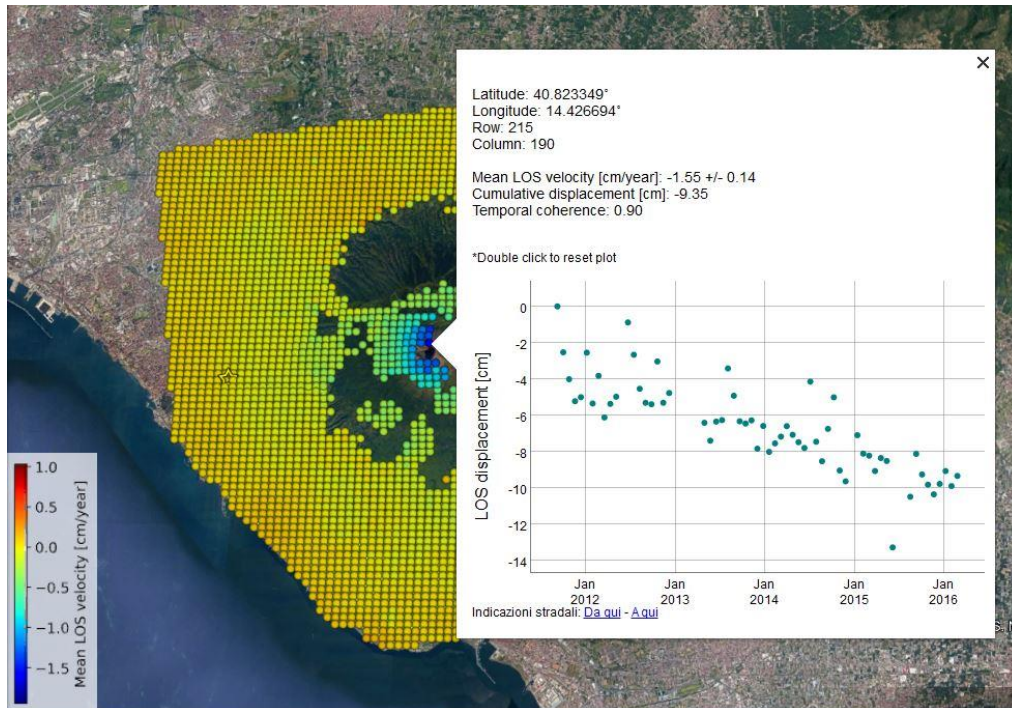 Latitude: 40.823349°
Longitude: 14.426694°
Row: 215
Column: 190
Mean LOS velocity [cm/year]: -1.55 +/- 0.14
Cumulative displacement [cm]: -9.35
Temporal coherence: 0.90
*Double click to reset plot
LOS displacement [cm]
0
-2
-4
-6
-8
-10
-12
-14
Jan 2012
Jan 2013
Jan 2014
Jan 2015
Jan 2016
Indicazioni stradali: Da qui - A qui
1.0
0.5
0.0
−0.5
−1.0
−1.5
Mean LOS velocity [cm/year]